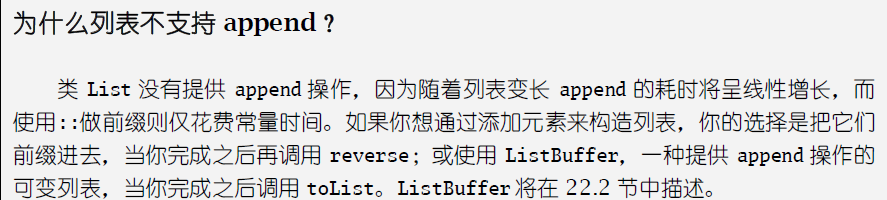 为什么列表不支持 append？
类 List 没有提供 append 操作，因为随着列表变长 append 的耗时将呈线性增长，而
使用::做前缀则仅花费常量时间。如果你想通过添加元素来构造列表，你的选择是把它们
前缀进去，当你完成之后再调用 reverse；或使用 ListBuffer，一种提供 append 操作的
可变列表，当你完成之后调用 toList。ListBuffer 将在 22.2 节中描述。